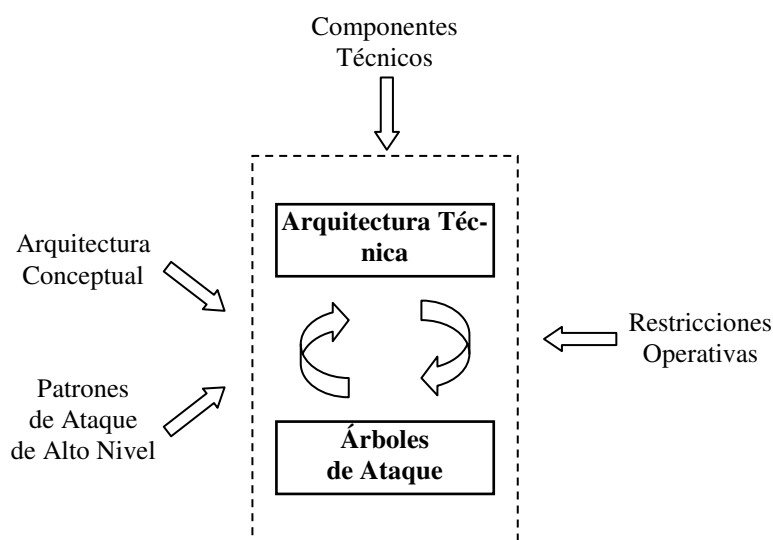 Componentes
Técnicos
Arquitectura Téc-
nica
Arquitectura
Conceptual
Restricciones
Operativas
Patrones
de Ataque
de Alto Nivel
Árboles
de Ataque